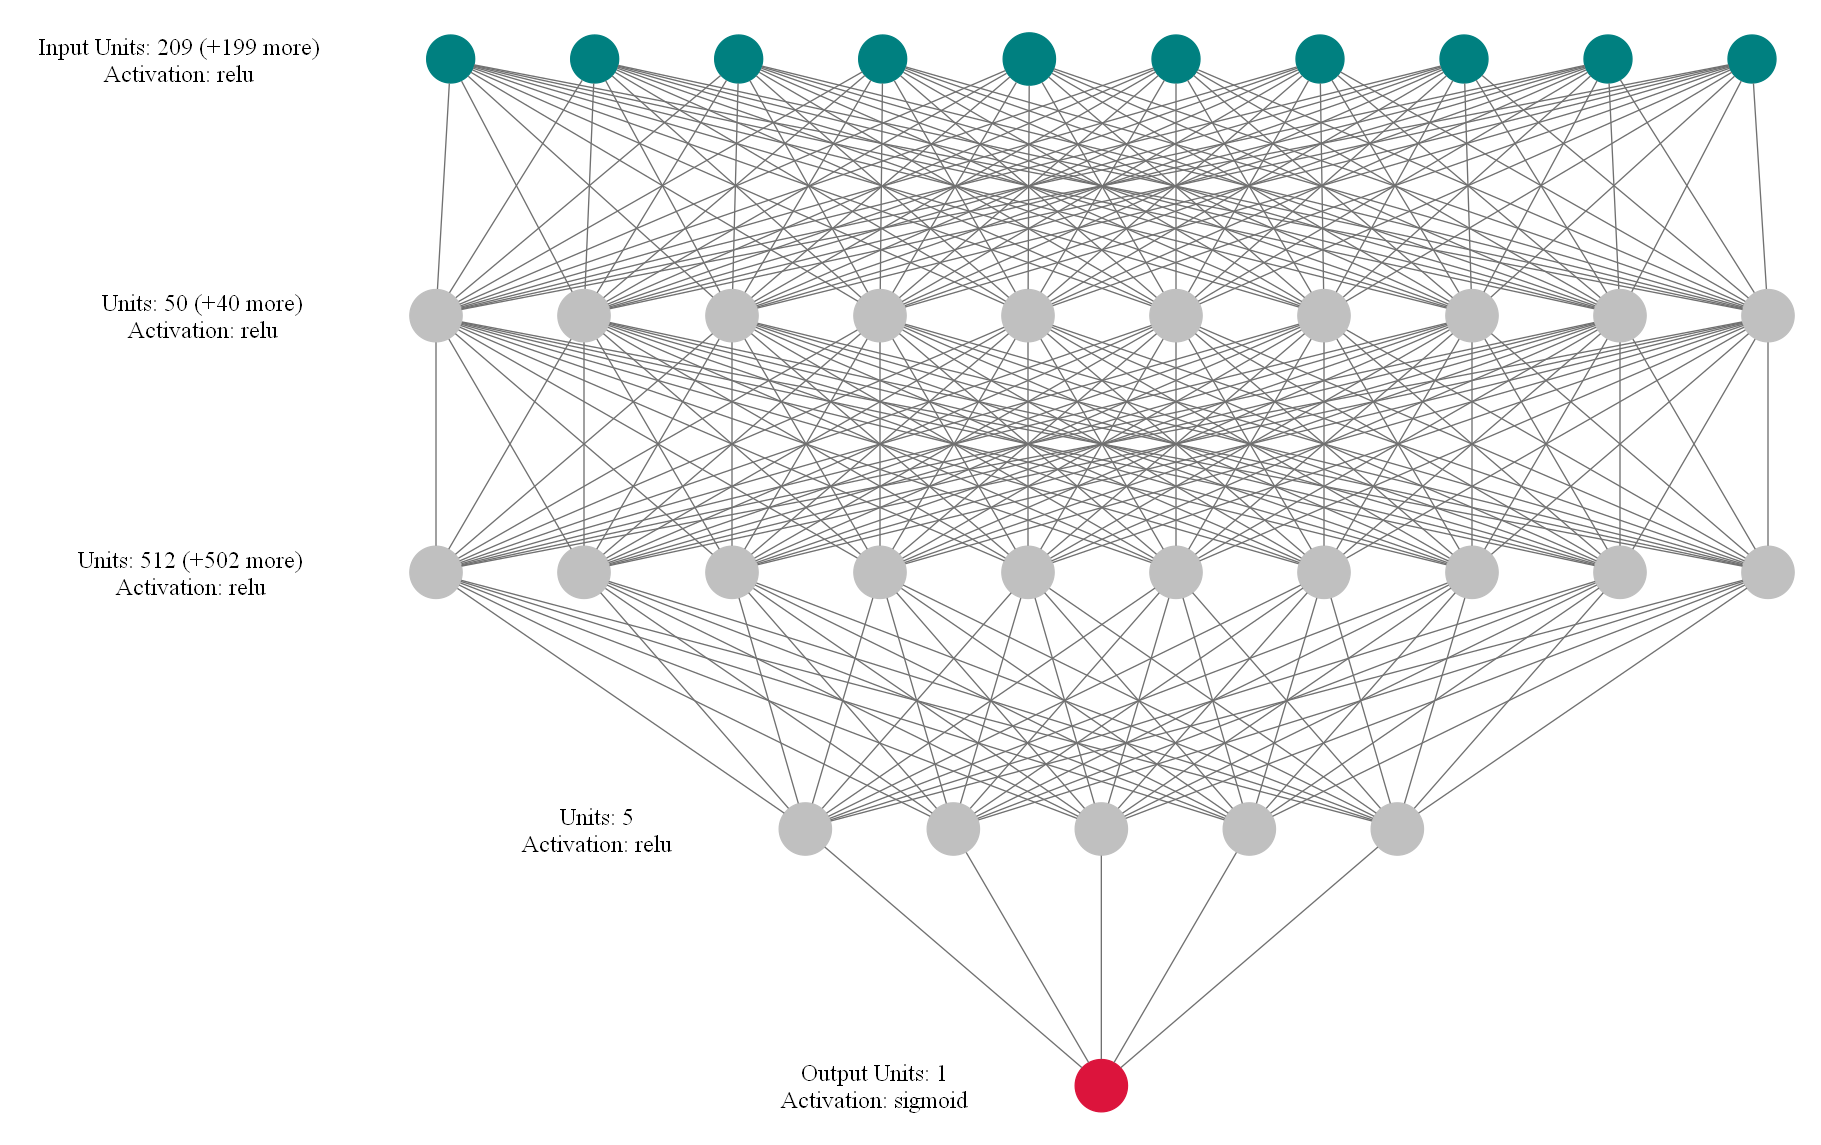 Input Units: 209 (+199 more)
Activation: relu
Units: 50 (+40 more)
Activation: relu
Units: 512 (+502 more)
Activation: relu
Units: 5
Activation: relu
Output Units: 1
Activation: sigmoid